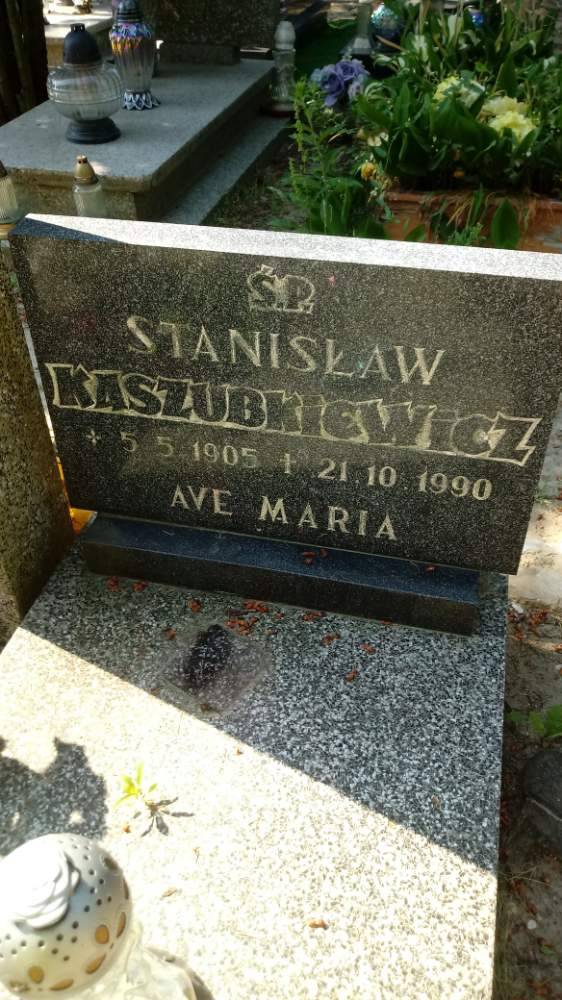 ŚP.
STANISŁAW
KASZUBKIEWICZ
* 5.5.1905 † 21.10.1990
AVE MARIA